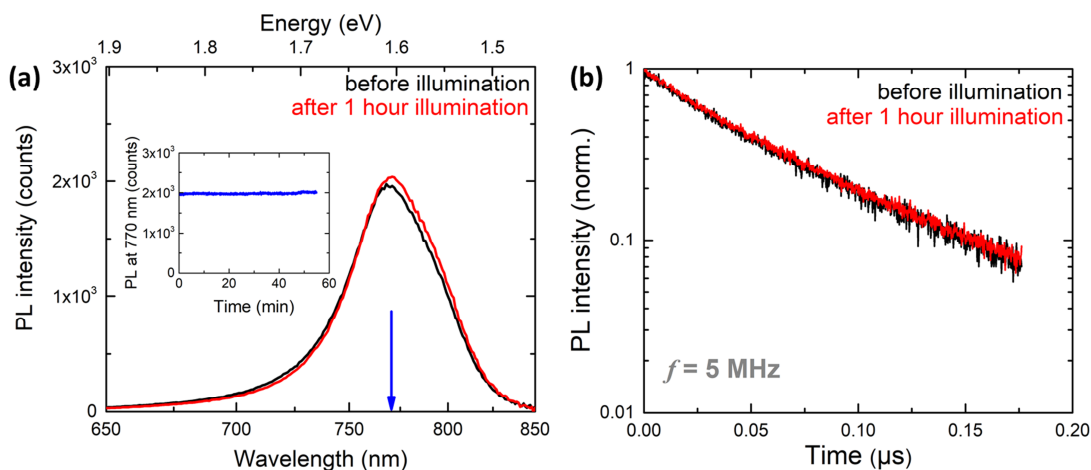 Energy (eV)
1.9 1.8 1.7 1.6 1.5
(a)
3x10³
2x10³
1x10³
0
PL intensity (counts)
before illumination
after 1 hour illumination
PL at 770 nm (counts)
3x10³
2x10³
1x10³
0
0 20 40 60
Time (min)
650 700 750 800 850
Wavelength (nm)
(b)
1
0.1
0.01
PL intensity (norm.)
before illumination
after 1 hour illumination
f = 5 MHz
0.00 0.05 0.10 0.15 0.20
Time (µs)